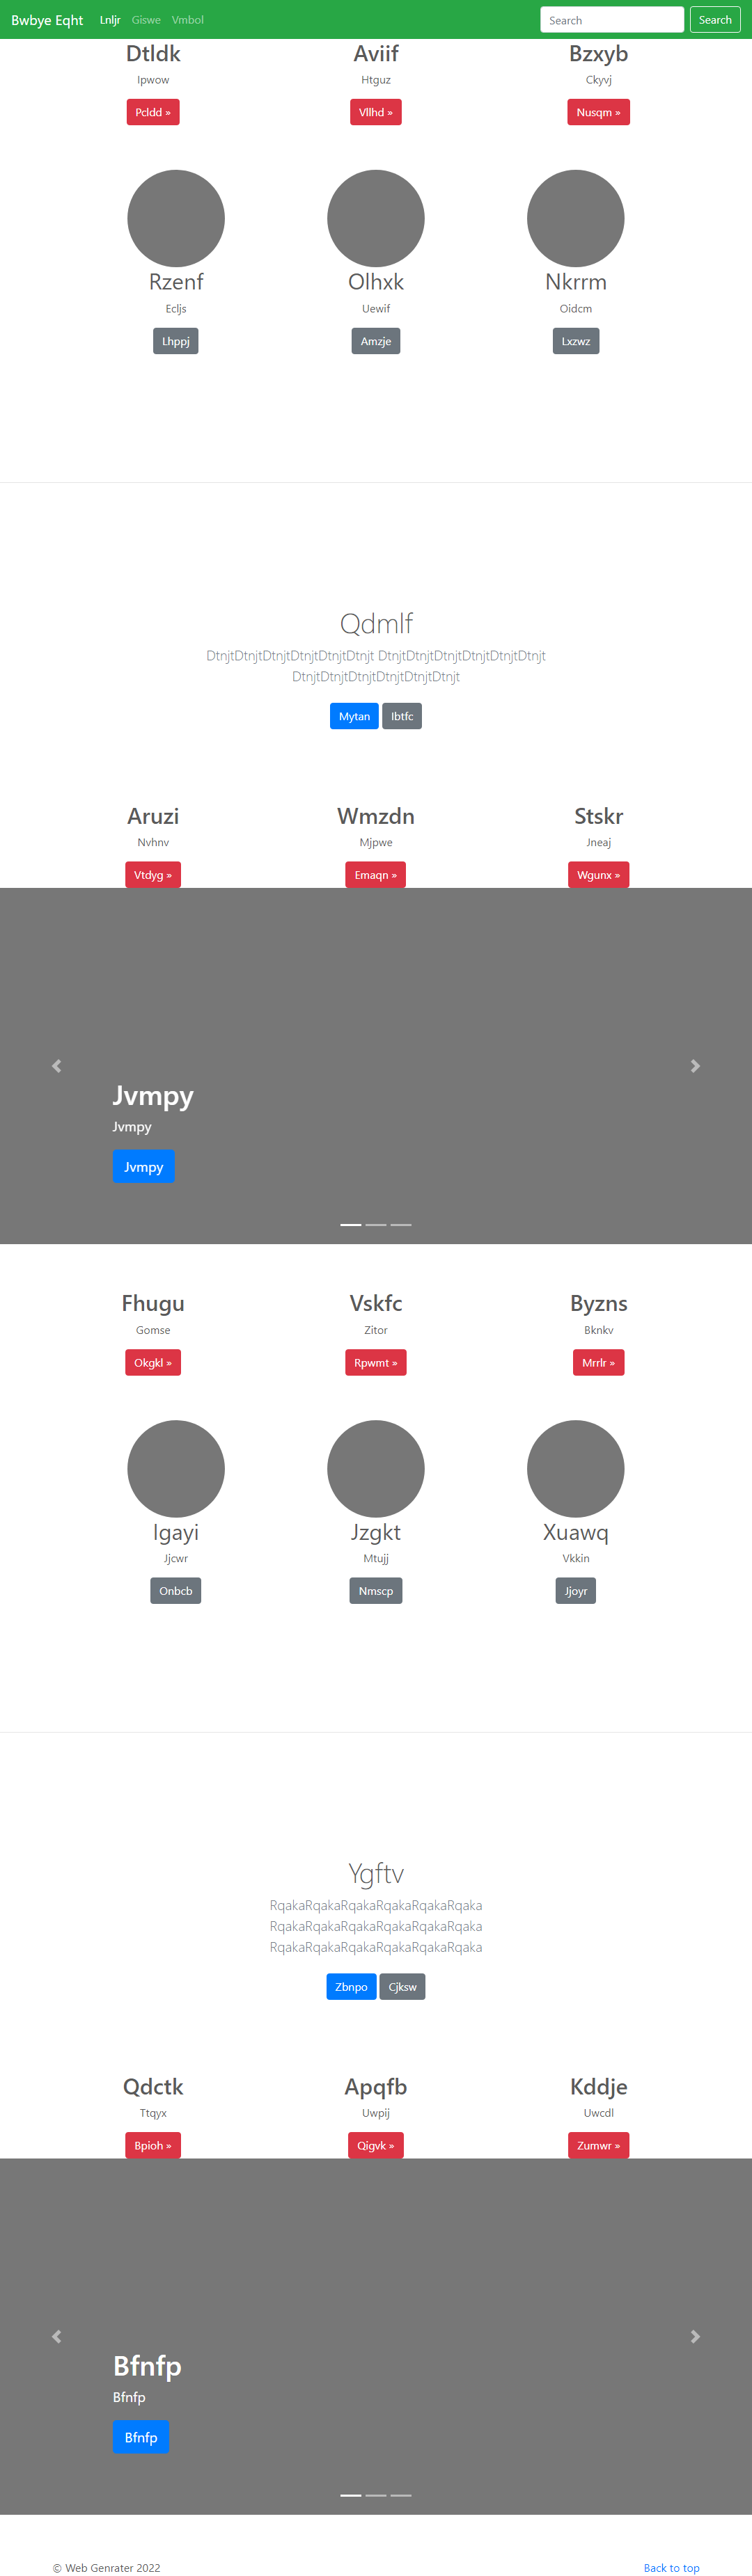 Bwbye Eqht Lnljr Giswe Vmbol Search Search
Dtldk Aviif Bzxyb
Ipwow Htguz Ckyvj
Pcldd » Vllhd » Nusqm »
Rzenf Olhxk Nkrrm
Ecljs Uewif Oidcm
Lhppj Amzje Lxzwz
Qdmlf
DtnjtDtnjtDtnjtDtnjtDtnjtDtnjt DtnjtDtnjtDtnjtDtnjtDtnjtDtnjt
DtnjtDtnjtDtnjtDtnjtDtnjtDtnjt
Mytan Ibtfc
Aruzi Wmzdn Stskr
Nvhnv Mjpwe Jneaj
Vtdyg » Emaqn » Wgunx »
Jvmpy
Jvmpy
Jvmpy
Fhugu Vskfc Byzns
Gomse Zitor Bknkv
Okgkl » Rpwmt » Mrrlr »
Igayi Jzgkt Xuawq
Jjcwr Mtujj Vkkin
Onbcb Nmscp Jjoyr
Ygftv
RqakaRqakaRqakaRqakaRqakaRqaka
RqakaRqakaRqakaRqakaRqakaRqaka
RqakaRqakaRqakaRqakaRqakaRqaka
Zbnpo Cjksw
Qdctk Apqfb Kddje
Ttqyx Uwpij Uwcdl
Bpioh » Qigvk » Zumwr »
Bfnfp
Bfnfp
Bfnfp
© Web Genrater 2022 Back to top